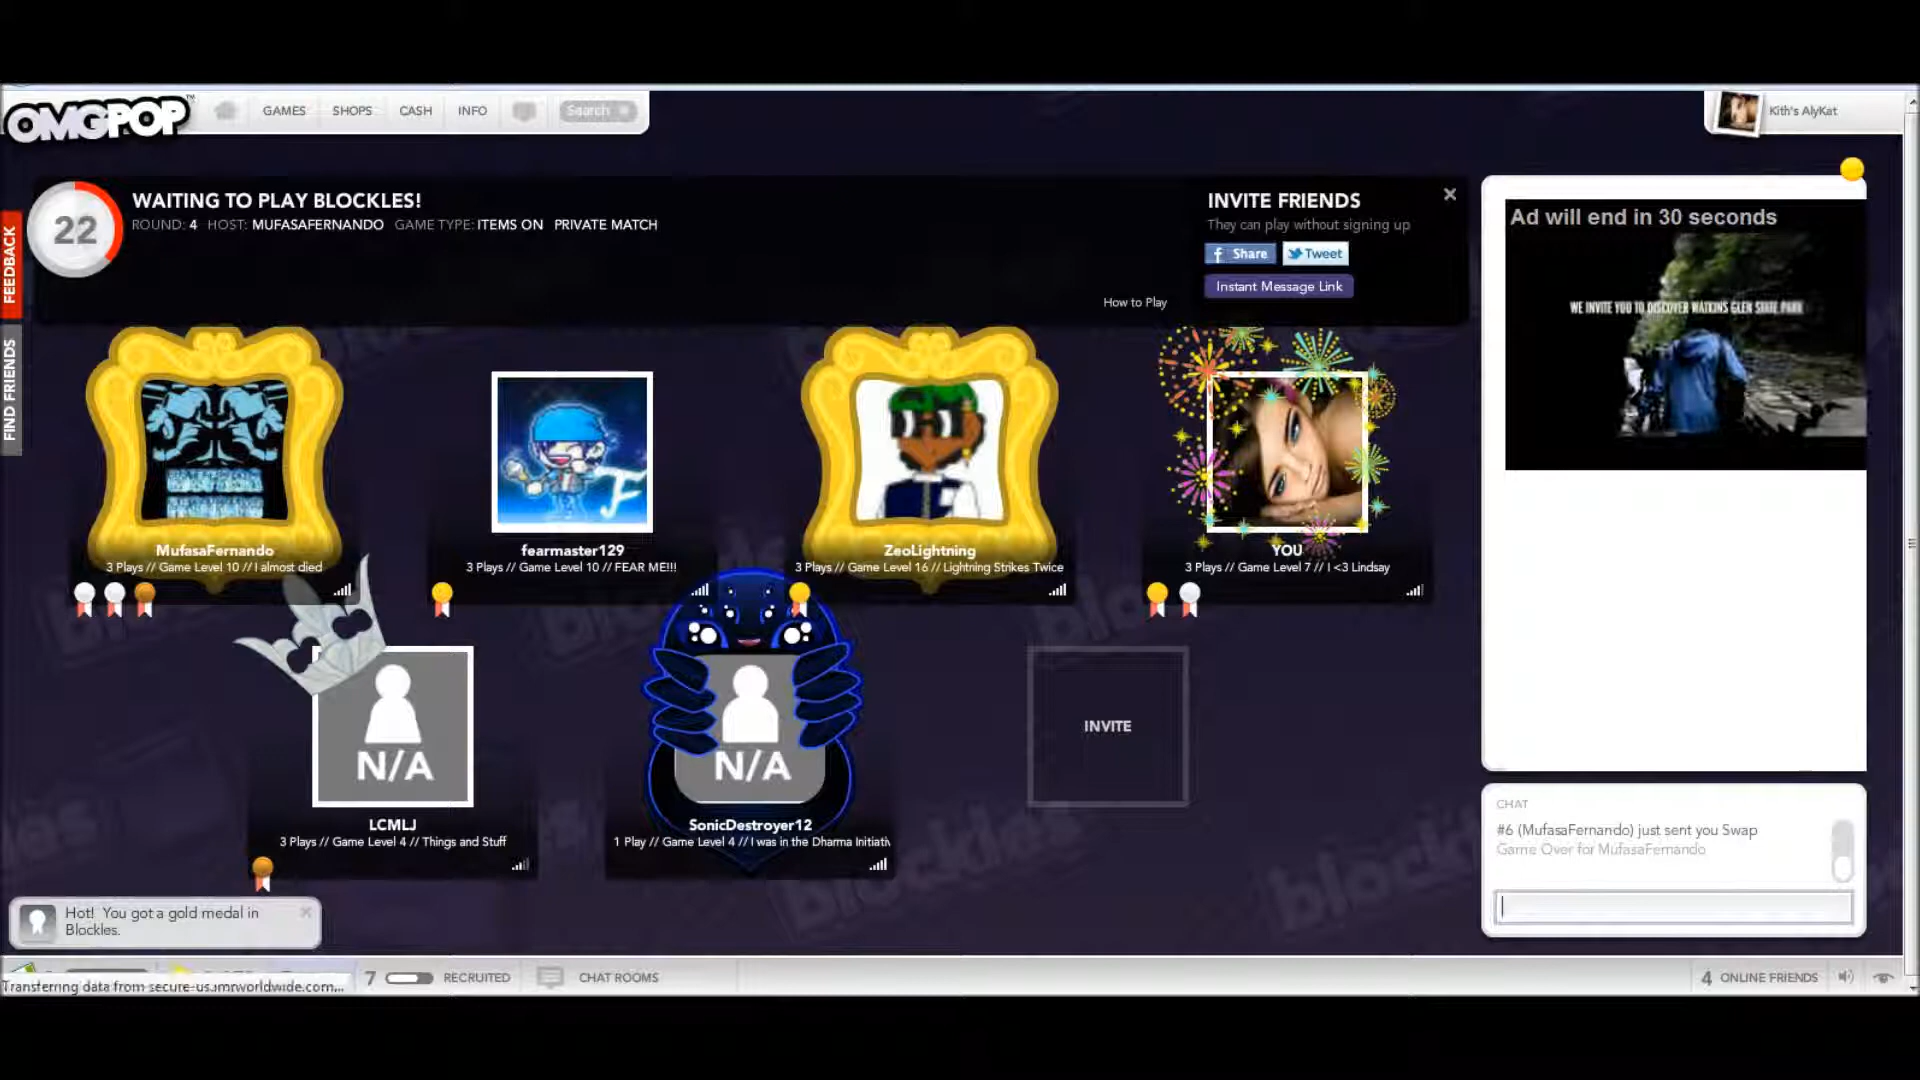 OMGPOP
GAMES
SHOPS
CASH
INFO
Search
Kith's AlyKat
FEEDBACK
FIND FRIENDS
22
WAITING TO PLAY BLOCKLES!
ROUND: 4 HOST: MUFASAFERNANDO GAME TYPE: ITEMS ON PRIVATE MATCH
INVITE FRIENDS
They can play without signing up
f Share
Tweet
Instant Message Link
How to Play
Ad will end in 30 seconds
WE INVITE YOU TO DISCOVER WATKINS GLEN STATE PARK
MufasaFernando
3 Plays // Game Level 10 // I almost died
fearmaster129
3 Plays // Game Level 10 // FEAR ME!!!
ZeoLightning
3 Plays // Game Level 16 // Lightning Strikes Twice
YOU
3 Plays // Game Level 7 // I <3 Lindsay
N/A
LCMLJ
3 Plays // Game Level 4 // Things and Stuff
N/A
SonicDestroyer12
1 Play // Game Level 4 // I was in the Dharma Initiativ
INVITE
CHAT
#6 (MufasaFernando) just sent you Swap
Game Over for MufasaFernando
Hot! You got a gold medal in
Blockles.
Transferring data from secure-us.imrworldwide.com...
7 RECRUITED
CHAT ROOMS
4 ONLINE FRIENDS